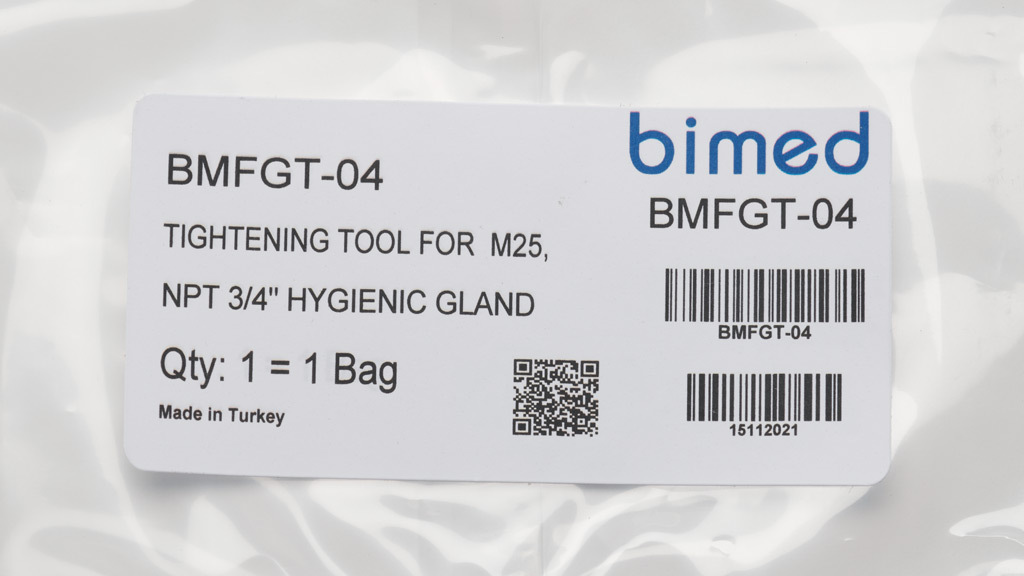 BMFGT-04
TIGHTENING TOOL FOR M25,
NPT 3/4" HYGIENIC GLAND
Qty: 1 = 1 Bag
Made in Turkey
bimed
BMFGT-04
BMFGT-04
15112021